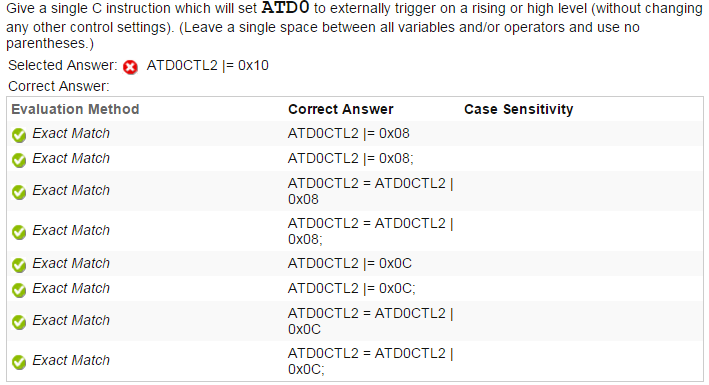 Give a single C instruction which will set ATD0 to externally trigger on a rising or high level (without changing
any other control settings). (Leave a single space between all variables and/or operators and use no
parentheses.)
Selected Answer: ATD0CTL2 |= 0x10
Correct Answer:
Evaluation Method Correct Answer Case Sensitivity
Exact Match ATD0CTL2 |= 0x08
Exact Match ATD0CTL2 |= 0x08;
Exact Match ATD0CTL2 = ATD0CTL2 |
0x08
Exact Match ATD0CTL2 = ATD0CTL2 |
0x08;
Exact Match ATD0CTL2 |= 0x0C
Exact Match ATD0CTL2 |= 0x0C;
Exact Match ATD0CTL2 = ATD0CTL2 |
0x0C
Exact Match ATD0CTL2 = ATD0CTL2 |
0x0C;